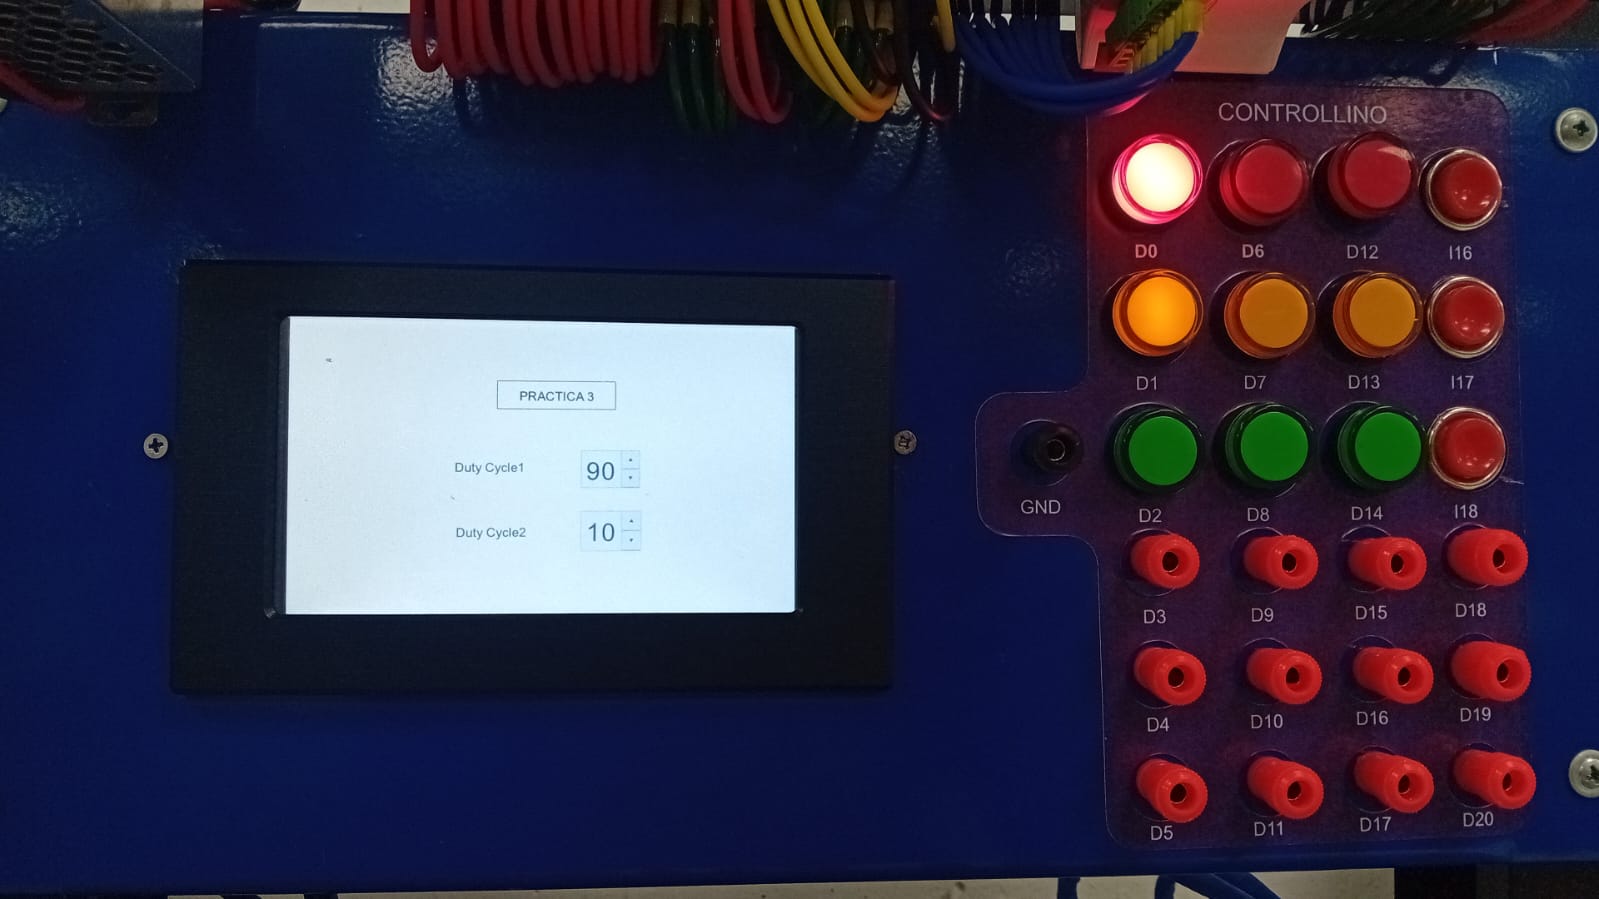 CONTROLLINO
D0 D6 D12 I16
D1 D7 D13 I17
D2 D8 D14 I18
GND
D3 D9 D15 D18
D4 D10 D16 D19
D5 D11 D17 D20
PRACTICA 3
Duty Cycle1 90
Duty Cycle2 10